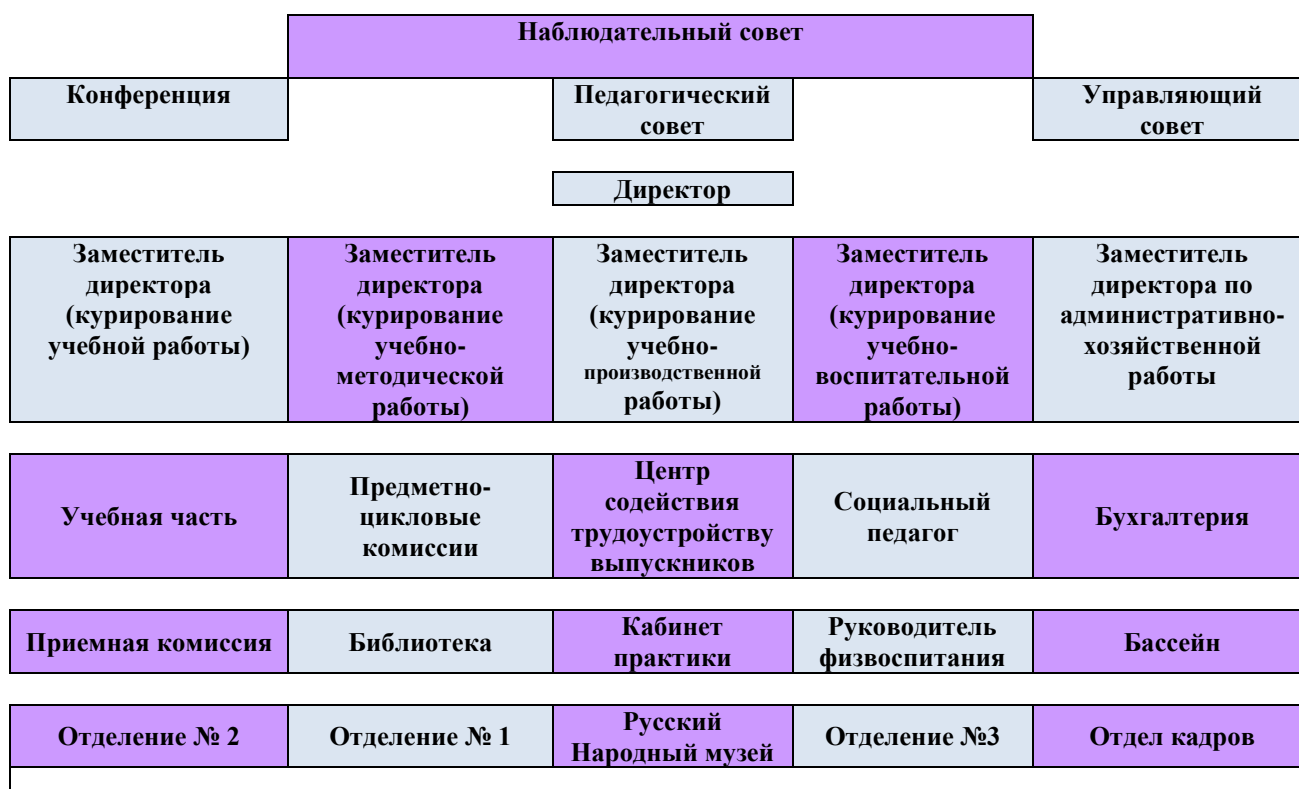 Наблюдательный совет
Конференция
Педагогический
совет
Управляющий
совет
Директор
Заместитель
директора
(курирование
учебной работы)
Заместитель
директора
(курирование
учебно-
методической
работы)
Заместитель
директора
(курирование
учебно-
производственной
работы)
Заместитель
директора
(курирование
учебно-
воспитательной
работы)
Заместитель
директора по
административно-
хозяйственной
работы
Учебная часть
Предметно-
цикловые
комиссии
Центр
содействия
трудоустройству
выпускников
Социальный
педагог
Бухгалтерия
Приемная комиссия
Библиотека
Кабинет
практики
Руководитель
физвоспитания
Бассейн
Отделение № 2
Отделение № 1
Русский
Народный музей
Отделение №3
Отдел кадров